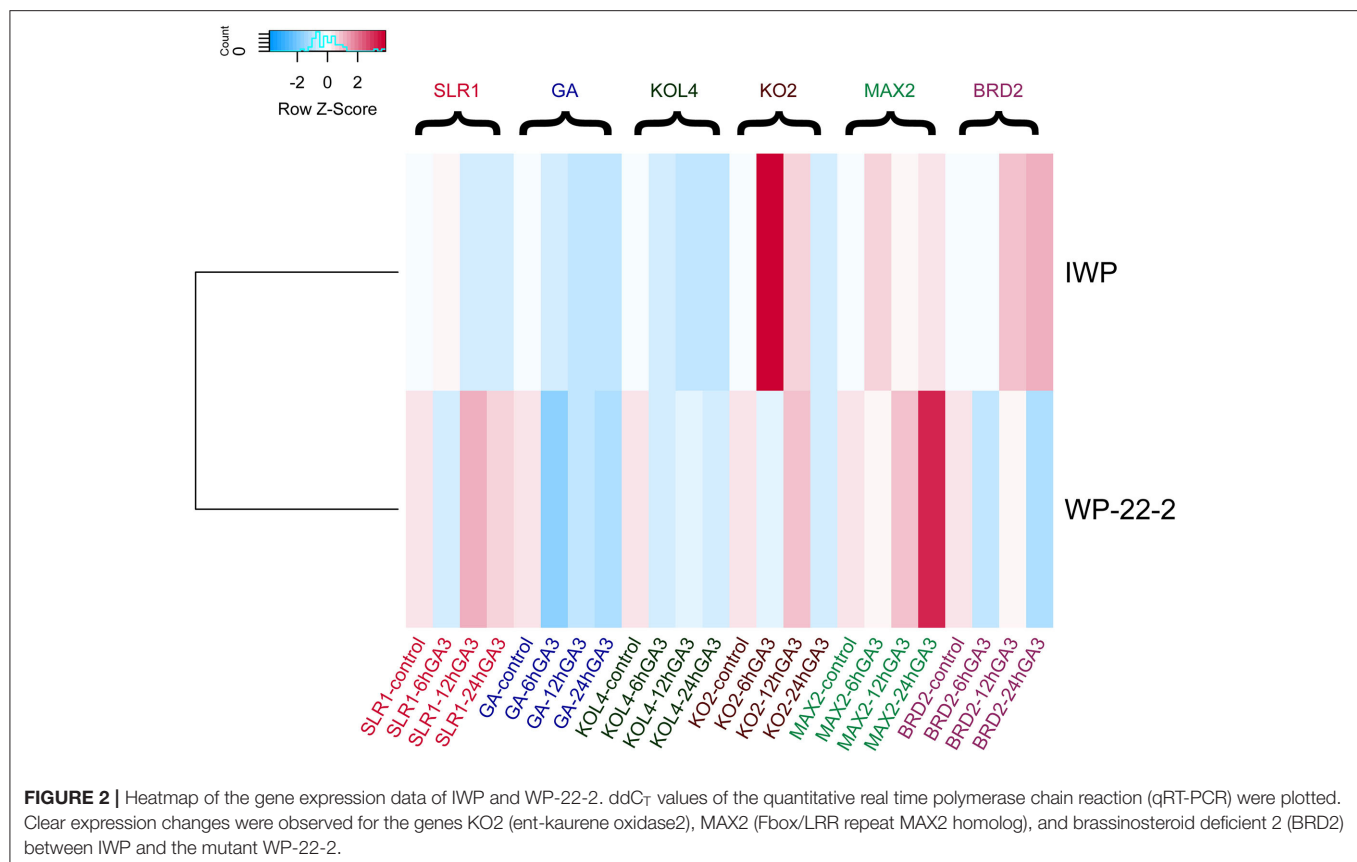 Count
0
-2 0 2
Row Z-Score
SLR1 GA KOL4 KO2 MAX2 BRD2
IWP
WP-22-2
SLR1-control
SLR1-6hGA3
SLR1-12hGA3
SLR1-24hGA3
GA-control
GA-6hGA3
GA-12hGA3
GA-24hGA3
KOL4-control
KOL4-6hGA3
KOL4-12hGA3
KOL4-24hGA3
KO2-control
KO2-6hGA3
KO2-12hGA3
KO2-24hGA3
MAX2-control
MAX2-6hGA3
MAX2-12hGA3
MAX2-24hGA3
BRD2-control
BRD2-6hGA3
BRD2-12hGA3
BRD2-24hGA3
FIGURE 2 | Heatmap of the gene expression data of IWP and WP-22-2. ddCT values of the quantitative real time polymerase chain reaction (qRT-PCR) were plotted.
Clear expression changes were observed for the genes KO2 (ent-kaurene oxidase2), MAX2 (Fbox/LRR repeat MAX2 homolog), and brassinosteroid deficient 2 (BRD2)
between IWP and the mutant WP-22-2.